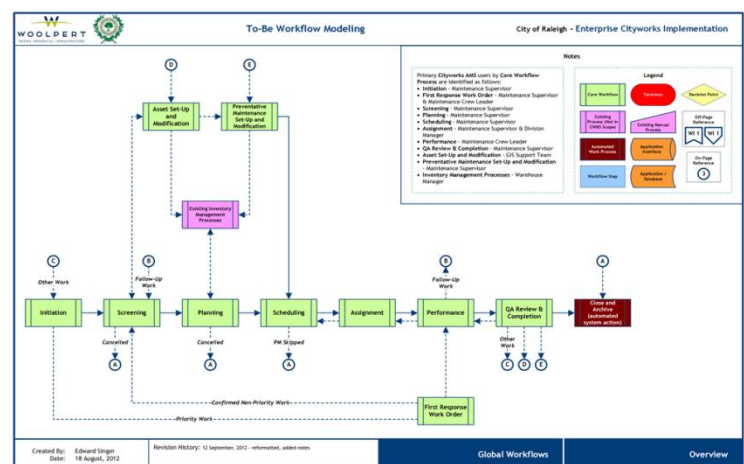 WOOLPERT
DESIGN | GEOSPATIAL | INFRASTRUCTURE
To-Be Workflow Modeling
City of Raleigh – Enterprise Cityworks Implementation
Notes
Primary Cityworks AMS users by Core Workflow
Process are identified as follows:
• Initiation – Maintenance Supervisor
• First Response Work Order – Maintenance Supervisor
& Maintenance Crew Leader
• Screening – Maintenance Supervisor
• Planning – Maintenance Supervisor
• Scheduling – Maintenance Supervisor
• Assignment – Maintenance Supervisor & Division
Manager
• Performance – Maintenance Crew Leader
• QA Review & Completion – Maintenance Supervisor
• Asset Set-Up and Modification – GIS Support Team
• Preventative Maintenance Set-Up and Modification
– Maintenance Supervisor
• Inventory Management Processes – Warehouse
Manager
Legend
Core Workflow
Terminus
Decision Point
Existing
Process (Not in
CWRS Scope)
Existing Manual
Process
Off-Page
Reference
WI 1
WI 1
Automated
Work Process
Application
Interface
On-Page
Reference
3
Workflow Step
Application /
Database
D
E
Asset Set-Up
and
Modification
Preventative
Maintenance
Set-Up and
Modification
Existing Inventory
Management
Processes
C
Other Work
B
Follow-Up
Work
B
Follow-Up
Work
A
Initiation
Screening
Planning
Scheduling
Assignment
Performance
QA Review &
Completion
Close and
Archive
(automated
system action)
Cancelled
A
Cancelled
A
PM Skipped
A
Other
Work
C
D
E
Confirmed Non-Priority Work
Priority Work
First Response
Work Order
Created By: Edward Singer
Date: 18 August, 2012
Revision History: 12 September, 2012 - reformatted, added notes
Global Workflows
Overview